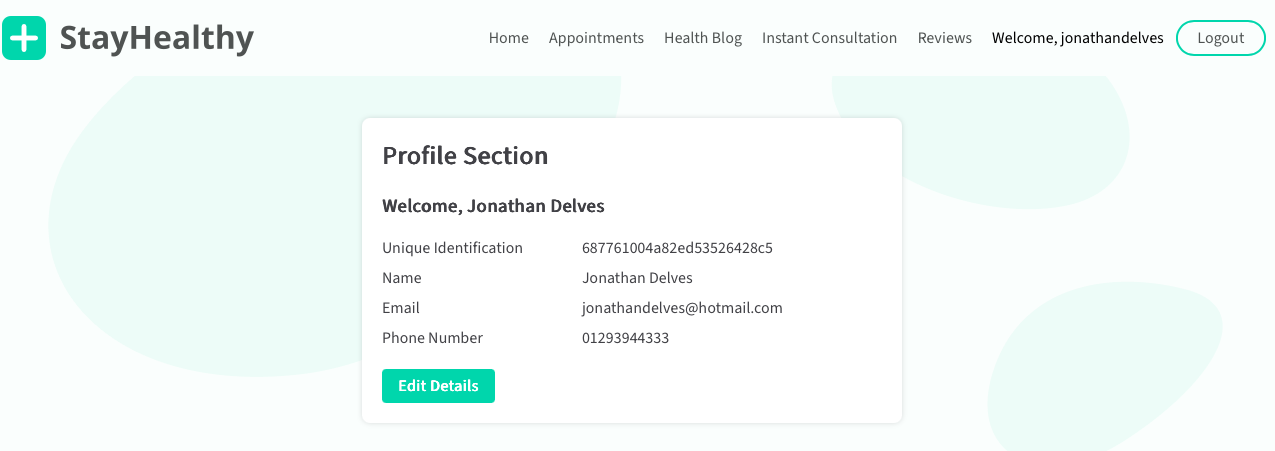 StayHealthy
Home Appointments Health Blog Instant Consultation Reviews Welcome, jonathandelves Logout
Profile Section
Welcome, Jonathan Delves
Unique Identification 687761004a82ed53526428c5
Name Jonathan Delves
Email jonathandelves@hotmail.com
Phone Number 01293944333
Edit Details